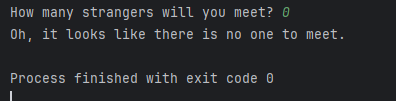 How many strangers will you meet? 0
Oh, it looks like there is no one to meet.
Process finished with exit code 0